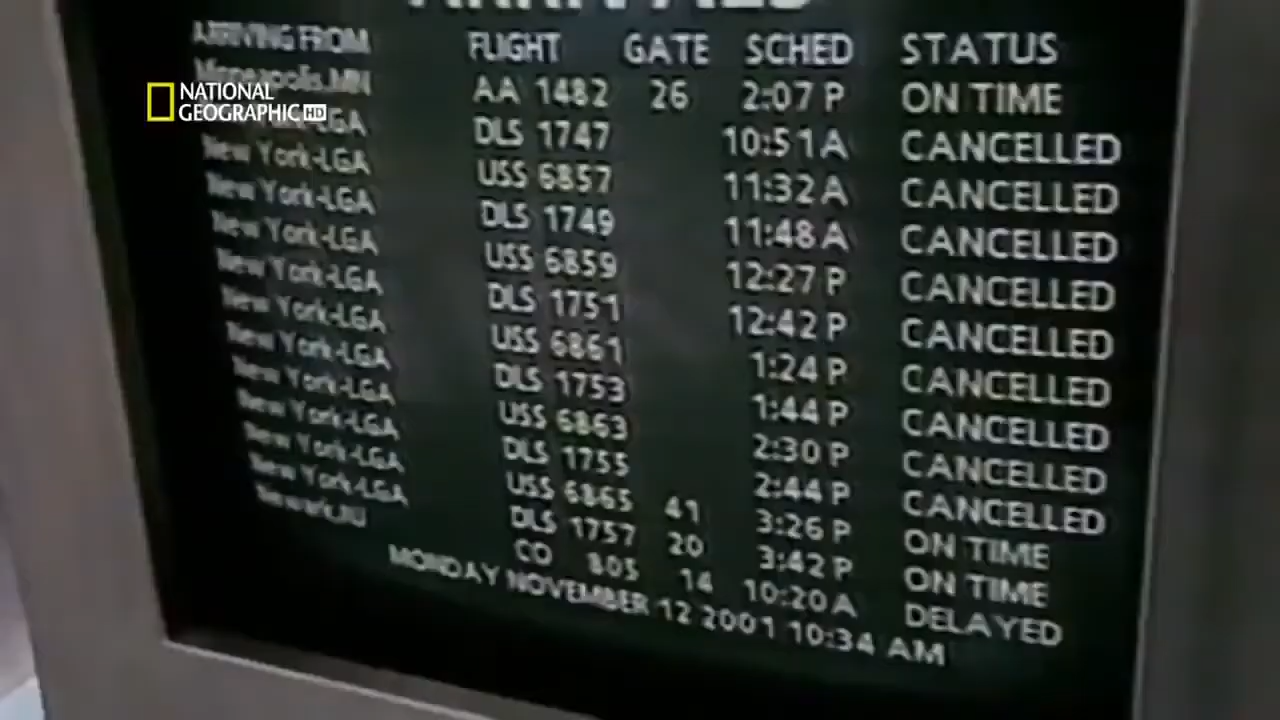 ARRIVALS
ARRIVING FROM FLIGHT GATE SCHED STATUS
Minneapolis,MN AA 1482 26 2:07 P ON TIME
York-LGA DLS 1747 10:51 A CANCELLED
New York-LGA USS 6857 11:32 A CANCELLED
New York-LGA DLS 1749 11:48 A CANCELLED
New York-LGA USS 6859 12:27 P CANCELLED
New York-LGA DLS 1751 12:42 P CANCELLED
New York-LGA USS 6861 1:24 P CANCELLED
New York-LGA DLS 1753 1:44 P CANCELLED
New York-LGA USS 6863 2:30 P CANCELLED
New York-LGA DLS 1755 2:44 P CANCELLED
New York-LGA USS 6865 41 3:26 P ON TIME
New York-LGA DLS 1757 20 3:42 P ON TIME
Newark,NJ CO 805 14 10:20 A DELAYED
MONDAY NOVEMBER 12 2001 10:34 AM
NATIONAL
GEOGRAPHIC HD